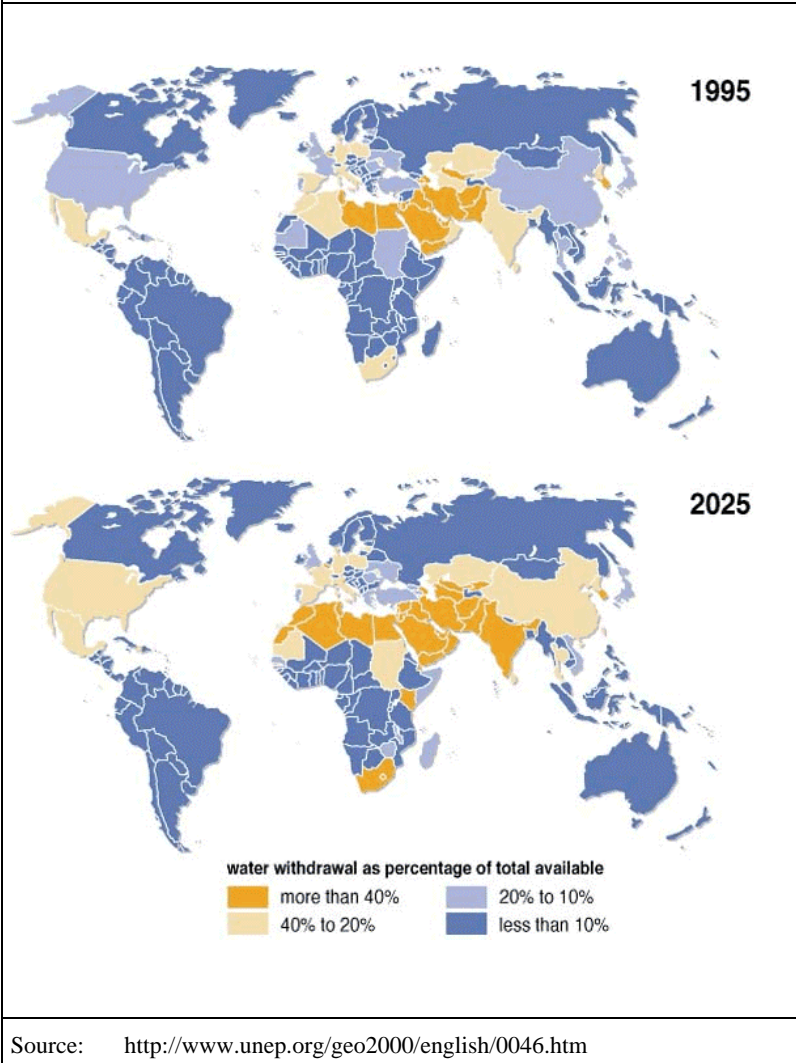 1995
2025
water withdrawal as percentage of total available
more than 40%
20% to 10%
40% to 20%
less than 10%
Source: http://www.unep.org/geo2000/english/0046.htm